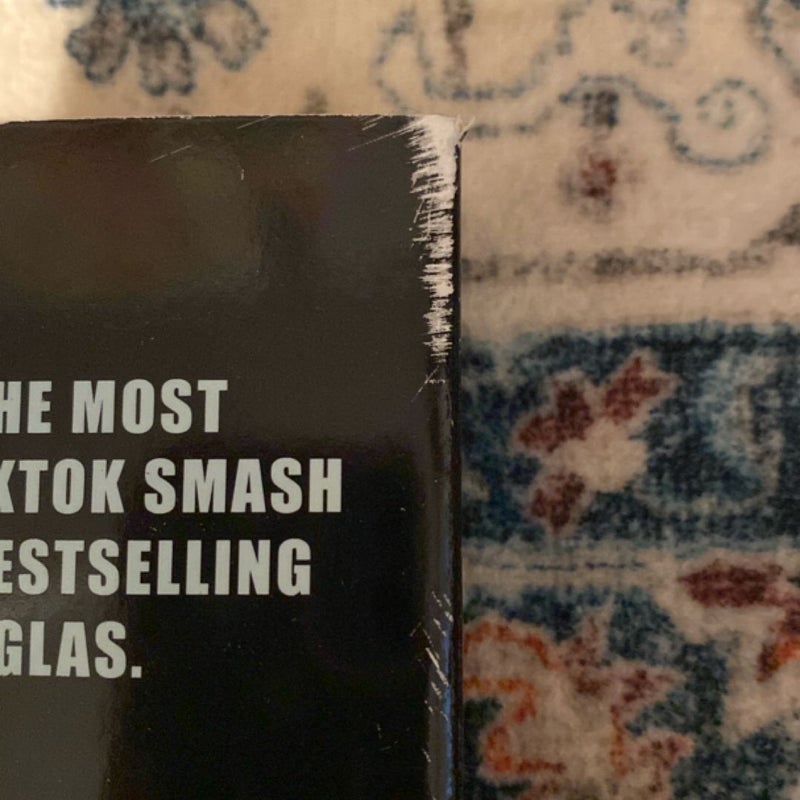 HE MOST
KTOK SMASH
ESTSELLING
GLAS.